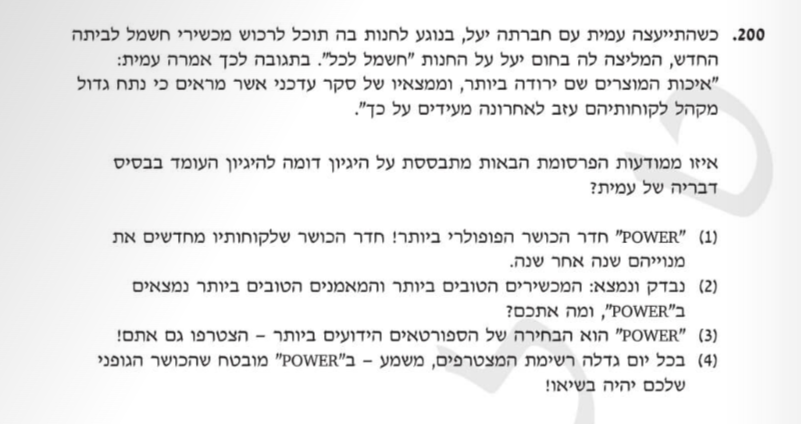 200. כשהתייעצה עמית עם חברתה יעל, בנוגע לחנות בה תוכל לרכוש מכשירי חשמל לביתה
החדש, המליצה לה בחום יעל על החנות "חשמל לכל". בתגובה לכך אמרה עמית:
"איכות המוצרים שם ירודה ביותר, וממצאיו של סקר עדכני אשר מראים כי נתח גדול
מקהל לקוחותיהם עזב לאחרונה מעידים על כך".
איזו ממודעות הפרסומת הבאות מתבססת על היגיון דומה להיגיון העומד בבסיס
דבריה של עמית?
(1) "POWER" חדר הכושר הפופולרי ביותר! חדר הכושר שלקוחותיו מחדשים את
מנוייהם שנה אחר שנה.
(2) נבדק ונמצא: המכשירים הטובים ביותר והמאמנים הטובים ביותר נמצאים
ב"POWER", ומה אתכם?
(3) "POWER" הוא הבחירה של הספורטאים הידועים ביותר – הצטרפו גם אתם!
(4) בכל יום גדלה רשימת המצטרפים, משמע – ב"POWER" מובטח שהכושר הגופני
שלכם יהיה בשיאו!